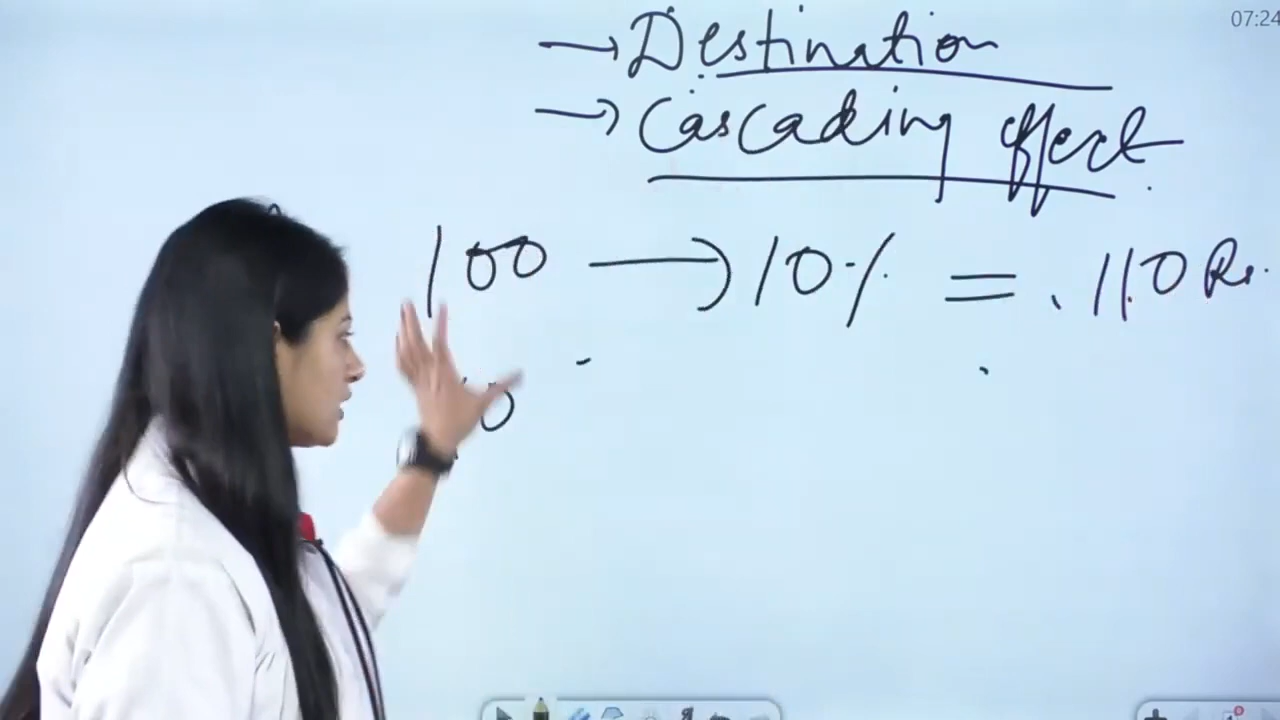 07:24
→ Destination
→ Cascading effect
100 → 10% = .110 Rs.